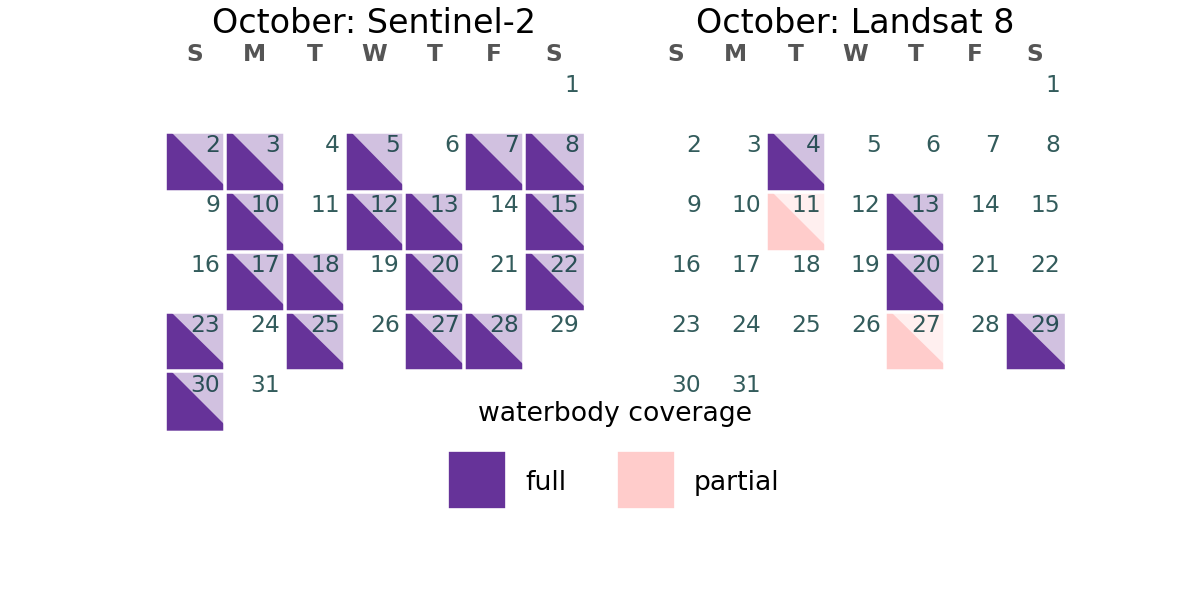 October: Sentinel-2
S M T W T F S
1
2 3 4 5 6 7 8
9 10 11 12 13 14 15
16 17 18 19 20 21 22
23 24 25 26 27 28 29
30 31
October: Landsat 8
S M T W T F S
1
2 3 4 5 6 7 8
9 10 11 12 13 14 15
16 17 18 19 20 21 22
23 24 25 26 27 28 29
30 31
waterbody coverage
full partial